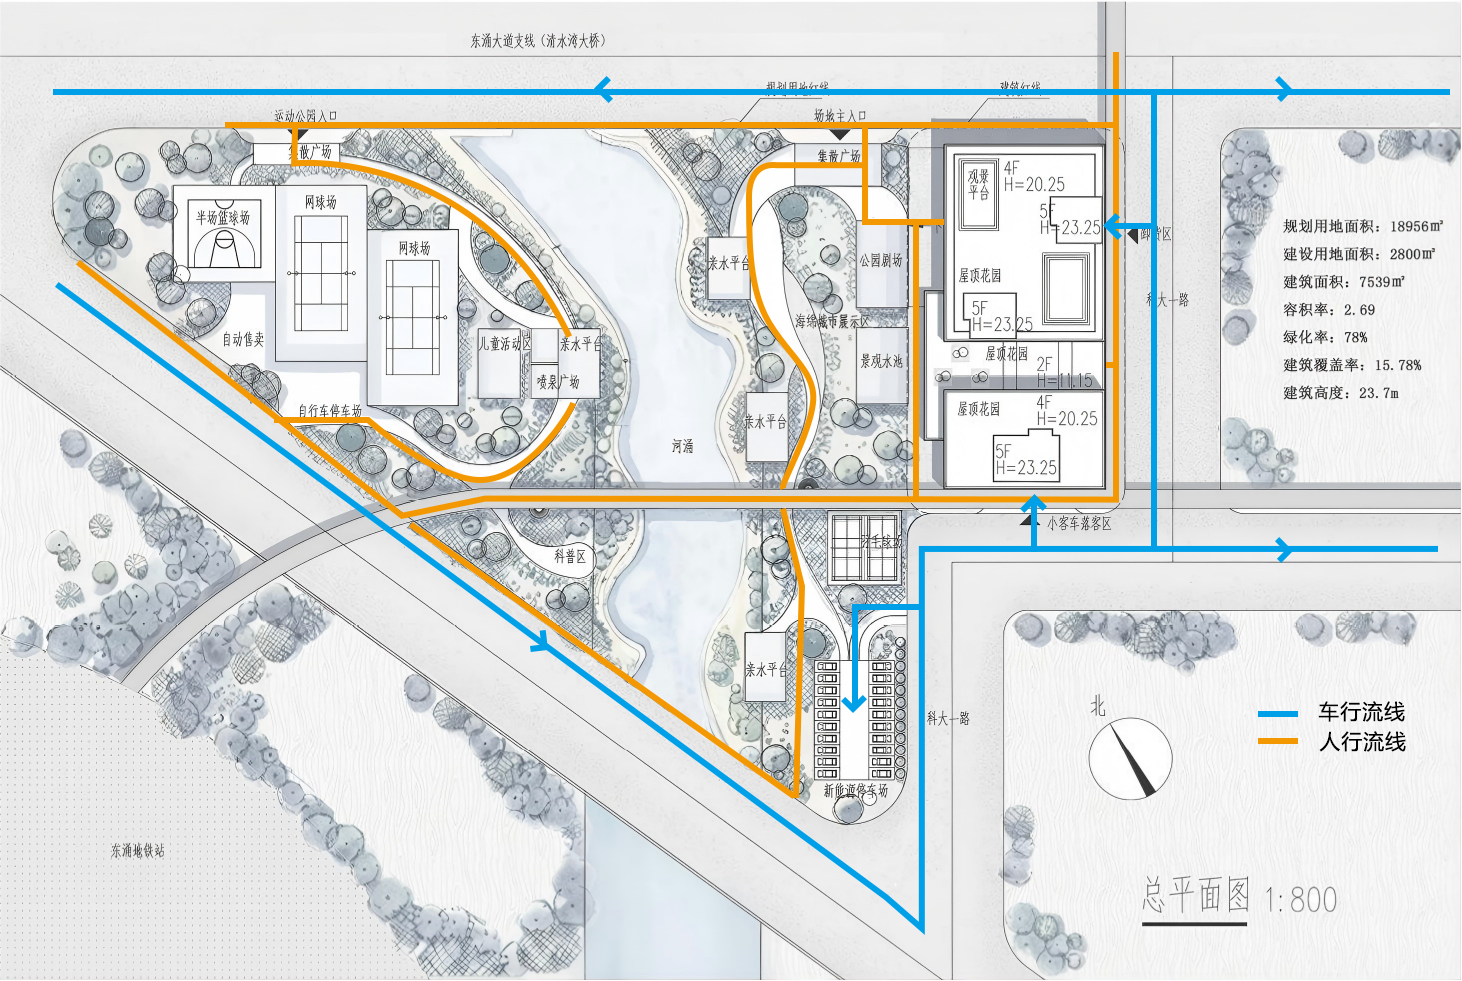 东涌大道支线（清水湾大桥）
规划用地红线
建筑红线
运动公园入口
集散广场
场地主入口
集散广场
半场篮球场
网球场
网球场
观景
平台
4F
H=20.25
5F
H=23.25
卸货区
规划用地面积：18956㎡
建设用地面积：2800㎡
建筑面积：7539㎡
容积率：2.69
绿化率：78%
建筑覆盖率：15.78%
建筑高度：23.7m
亲水平台
公园剧场
屋顶花园
5F
H=23.25
科大一路
海绵城市展示区
自动售卖
儿童活动区
亲水平台
喷泉广场
景观水池
屋顶花园
2F
H=11.15
自行车停车场
亲水平台
屋顶花园
4F
H=20.25
5F
H=23.25
河涌
小客车落客区
科普区
羽毛球场
亲水平台
科大一路
新能源停车场
北
车行流线
人行流线
东涌地铁站
总平面图 1:800